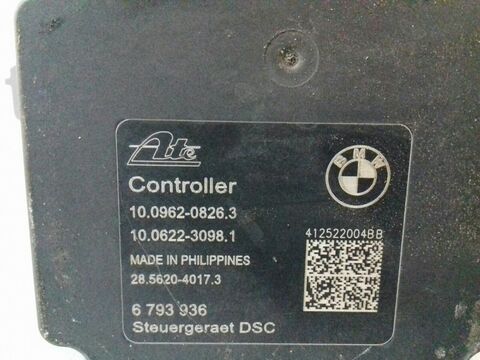 Ate
BMW
Controller
10.0962-0826.3
10.0622-3098.1
412522004BB
MADE IN PHILIPPINES
28.5620-4017.3
6 793 936
Steuergeraet DSC